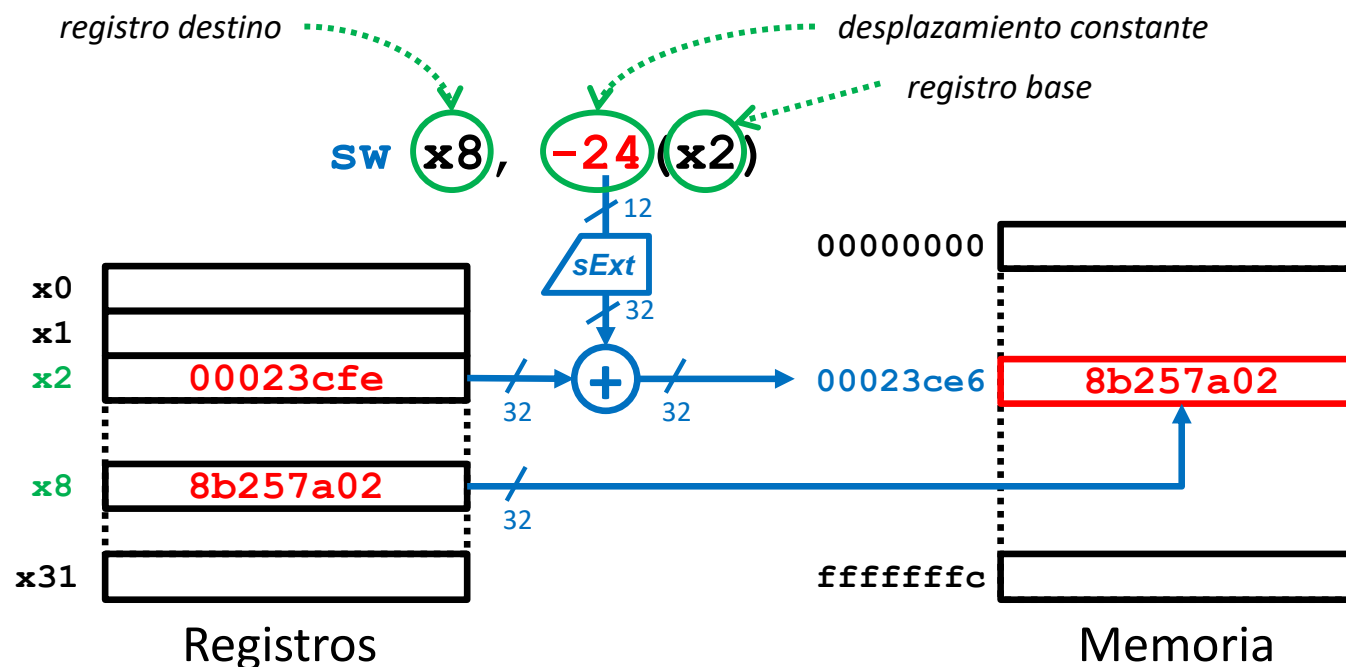 registro destino
desplazamiento constante
registro base
sw x8, -24(x2)
12
sExt
32
00000000
x0
x1
x2 00023cfe
32
+
32
00023ce6 8b257a02
x8 8b257a02
32
x31
fffffffc
Registros
Memoria